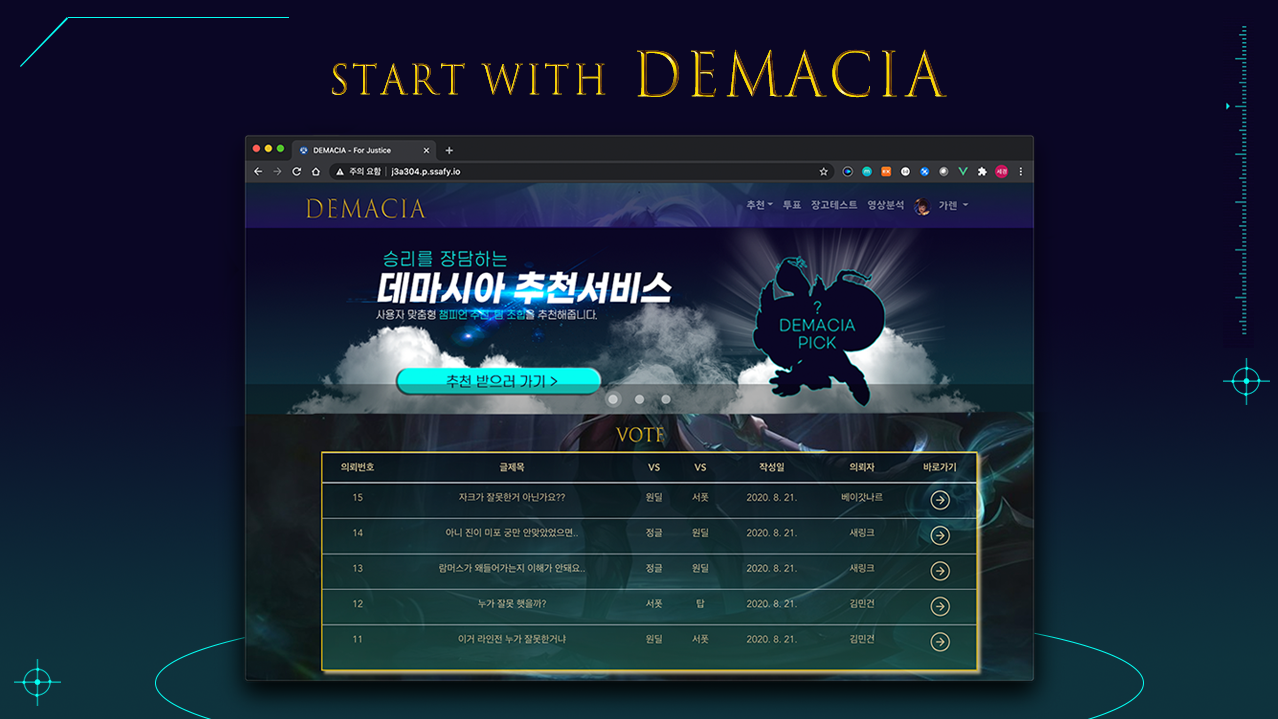 START WITH DEMACIA
DEMACIA - For Justice
주의 요함 | j3a304.p.ssafy.io
세경
DEMACIA
추천 투표 장고테스트 영상분석 가렌
승리를 장담하는
데마시아 추천서비스
사용자 맞춤형 챔피언 추천, 팀 조합을 추천해줍니다.
?
DEMACIA
PICK
추천 받으러 가기 >
VOTE
의뢰번호 글제목 VS VS 작성일 의뢰자 바로가기
15 자크가 잘못한거 아닌가요?? 원딜 서폿 2020. 8. 21. 베이갓나르
14 아니 진이 미포 궁만 안맞았었으면.. 정글 원딜 2020. 8. 21. 새링크
13 람머스가 왜들어가는지 이해가 안돼요.. 정글 원딜 2020. 8. 21. 새링크
12 누가 잘못 햇을까? 서폿 탑 2020. 8. 21. 김민건
11 이거 라인전 누가 잘못한거냐 원딜 서폿 2020. 8. 21. 김민건